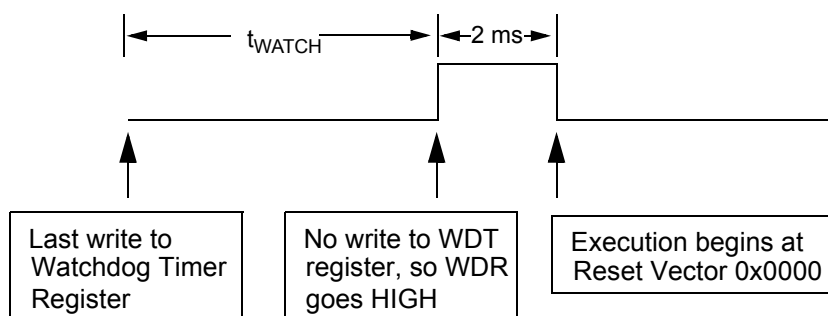 tWATCH
2 ms
Last write to
Watchdog Timer
Register
No write to WDT
register, so WDR
goes HIGH
Execution begins at
Reset Vector 0x0000